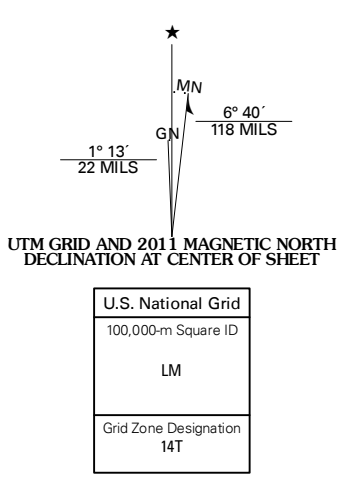 ★
MN
GN
6° 40´
118 MILS
1° 13´
22 MILS
UTM GRID AND 2011 MAGNETIC NORTH
DECLINATION AT CENTER OF SHEET
U.S. National Grid
100,000-m Square ID
LM
Grid Zone Designation
14T